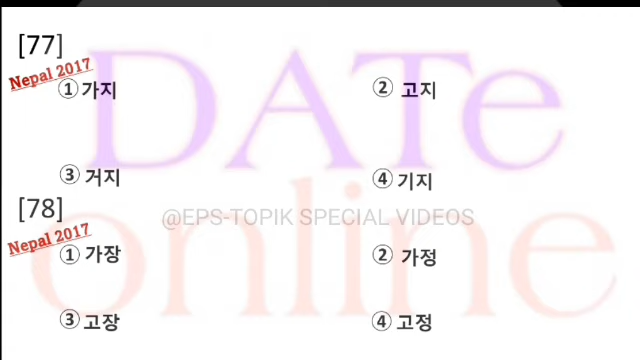 [77]
Nepal 2017
① 가지 ② 고지
③ 거지 ④ 기지
[78]
@EPS-TOPIK SPECIAL VIDEOS
Nepal 2017
① 가장 ② 가정
③ 고장 ④ 고정
DATe
online